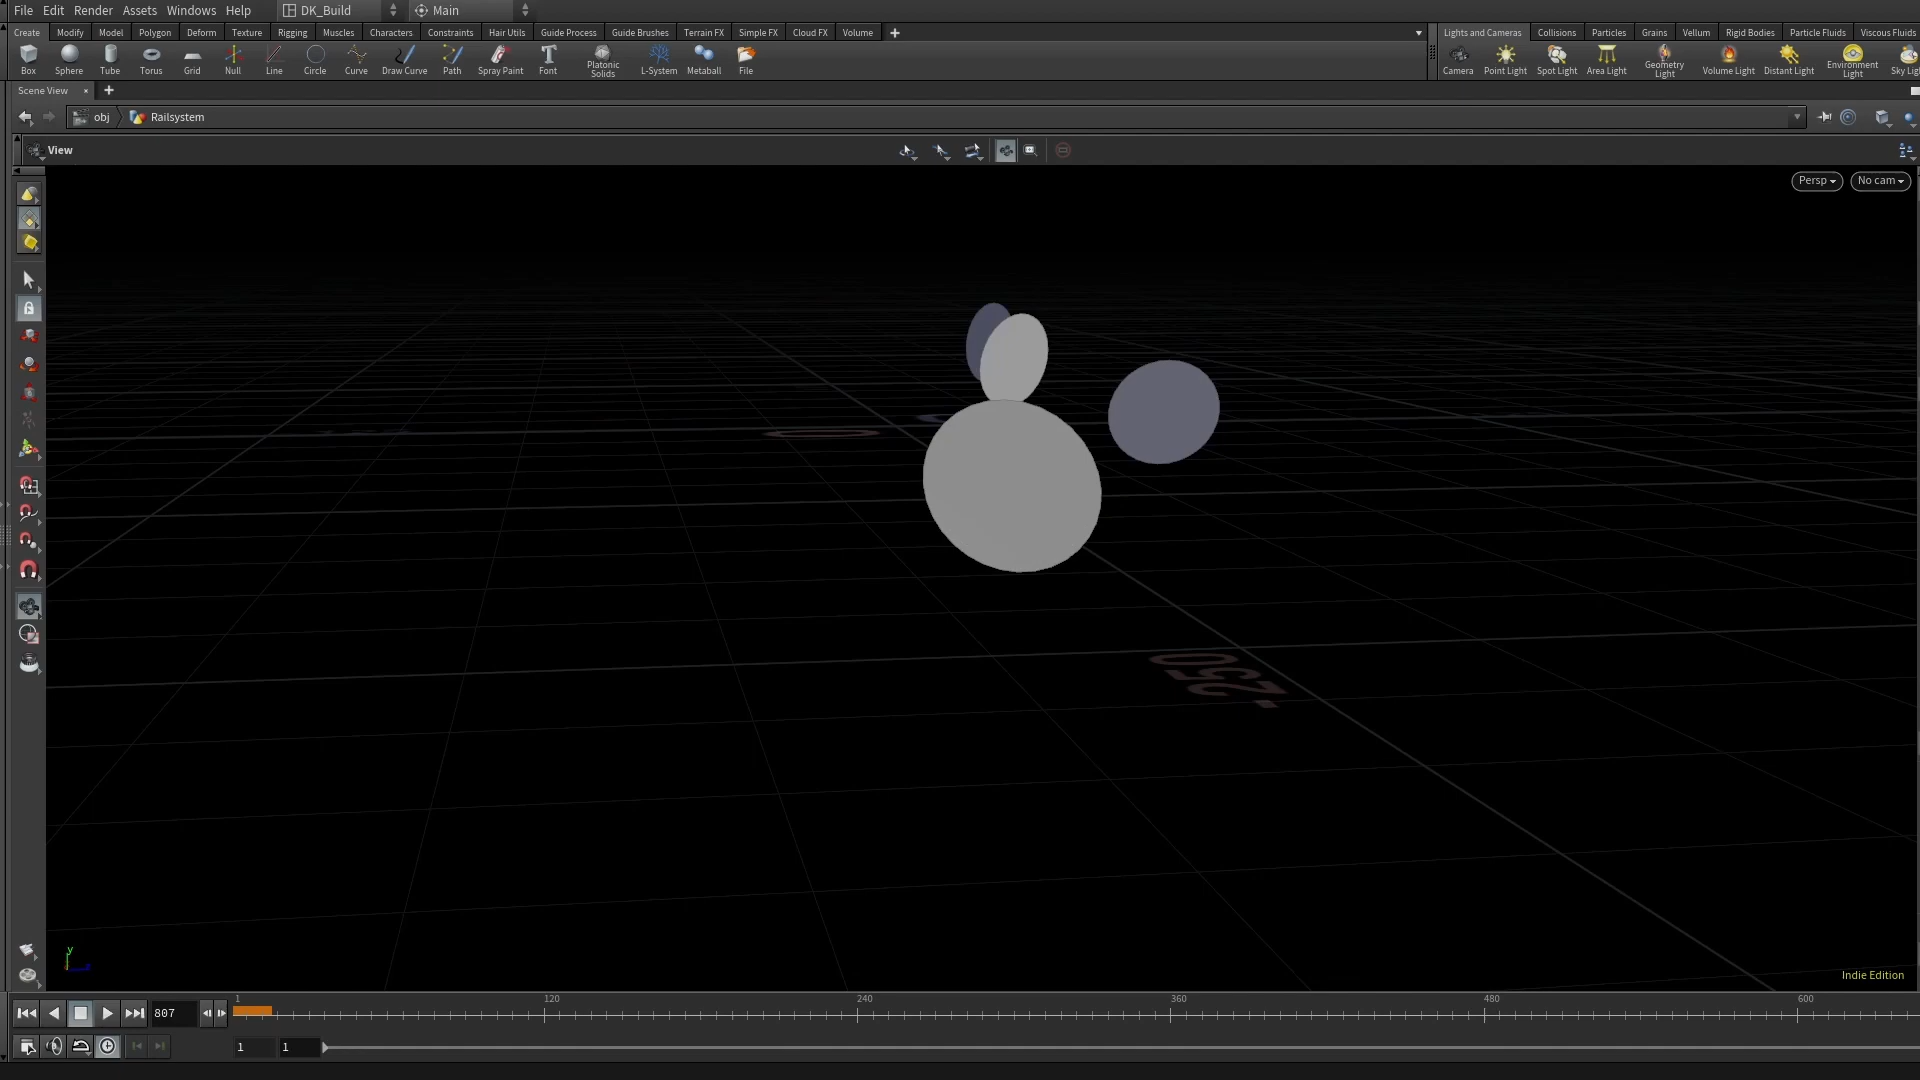 File Edit Render Assets Windows Help DK_Build Main
Create Modify Model Polygon Deform Texture Rigging Muscles Characters Constraints Hair Utils Guide Process Guide Brushes Terrain FX Simple FX Cloud FX Volume Lights and Cameras Collisions Particles Grains Vellum Rigid Bodies Particle Fluids Viscous Fluids
Box Sphere Tube Torus Grid Null Line Circle Curve Draw Curve Path Spray Paint Font Platonic Solids L-System Metaball File Camera Point Light Spot Light Area Light Geometry Light Volume Light Distant Light Environment Light Sky Lig
Scene View
obj Railsystem
View
Persp No cam
0
-250
y
Indie Edition
1 120 240 360 480 600
807
1 1